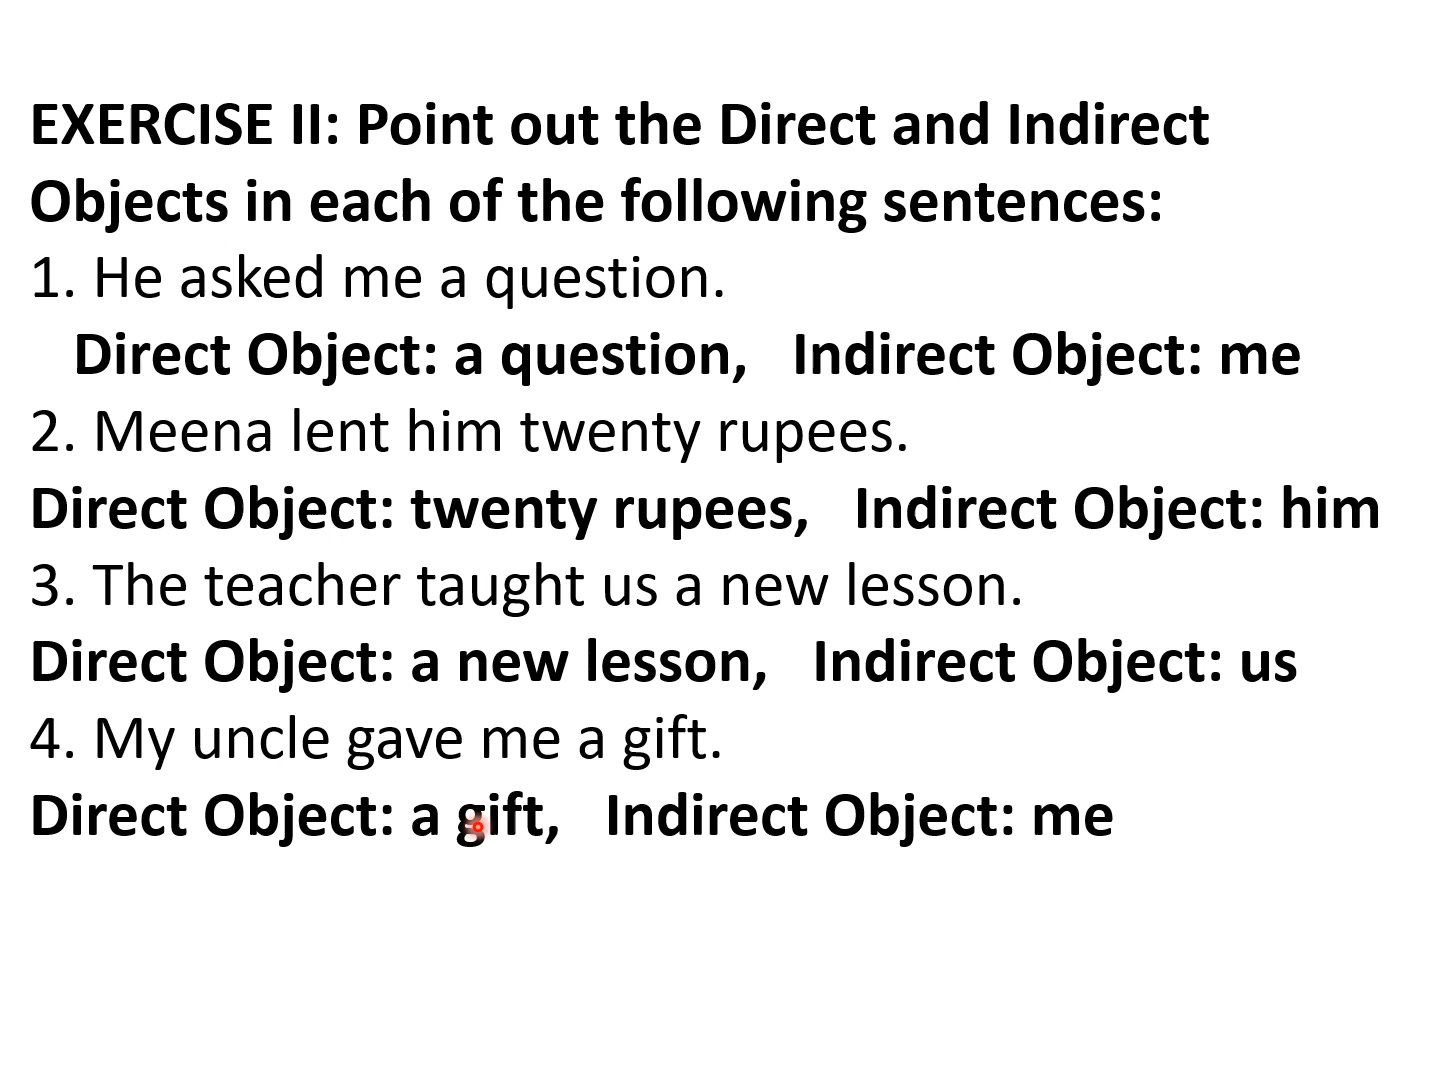 EXERCISE II: Point out the Direct and Indirect
Objects in each of the following sentences:
1. He asked me a question.
Direct Object: a question,   Indirect Object: me
2. Meena lent him twenty rupees.
Direct Object: twenty rupees,   Indirect Object: him
3. The teacher taught us a new lesson.
Direct Object: a new lesson,   Indirect Object: us
4. My uncle gave me a gift.
Direct Object: a gift,   Indirect Object: me